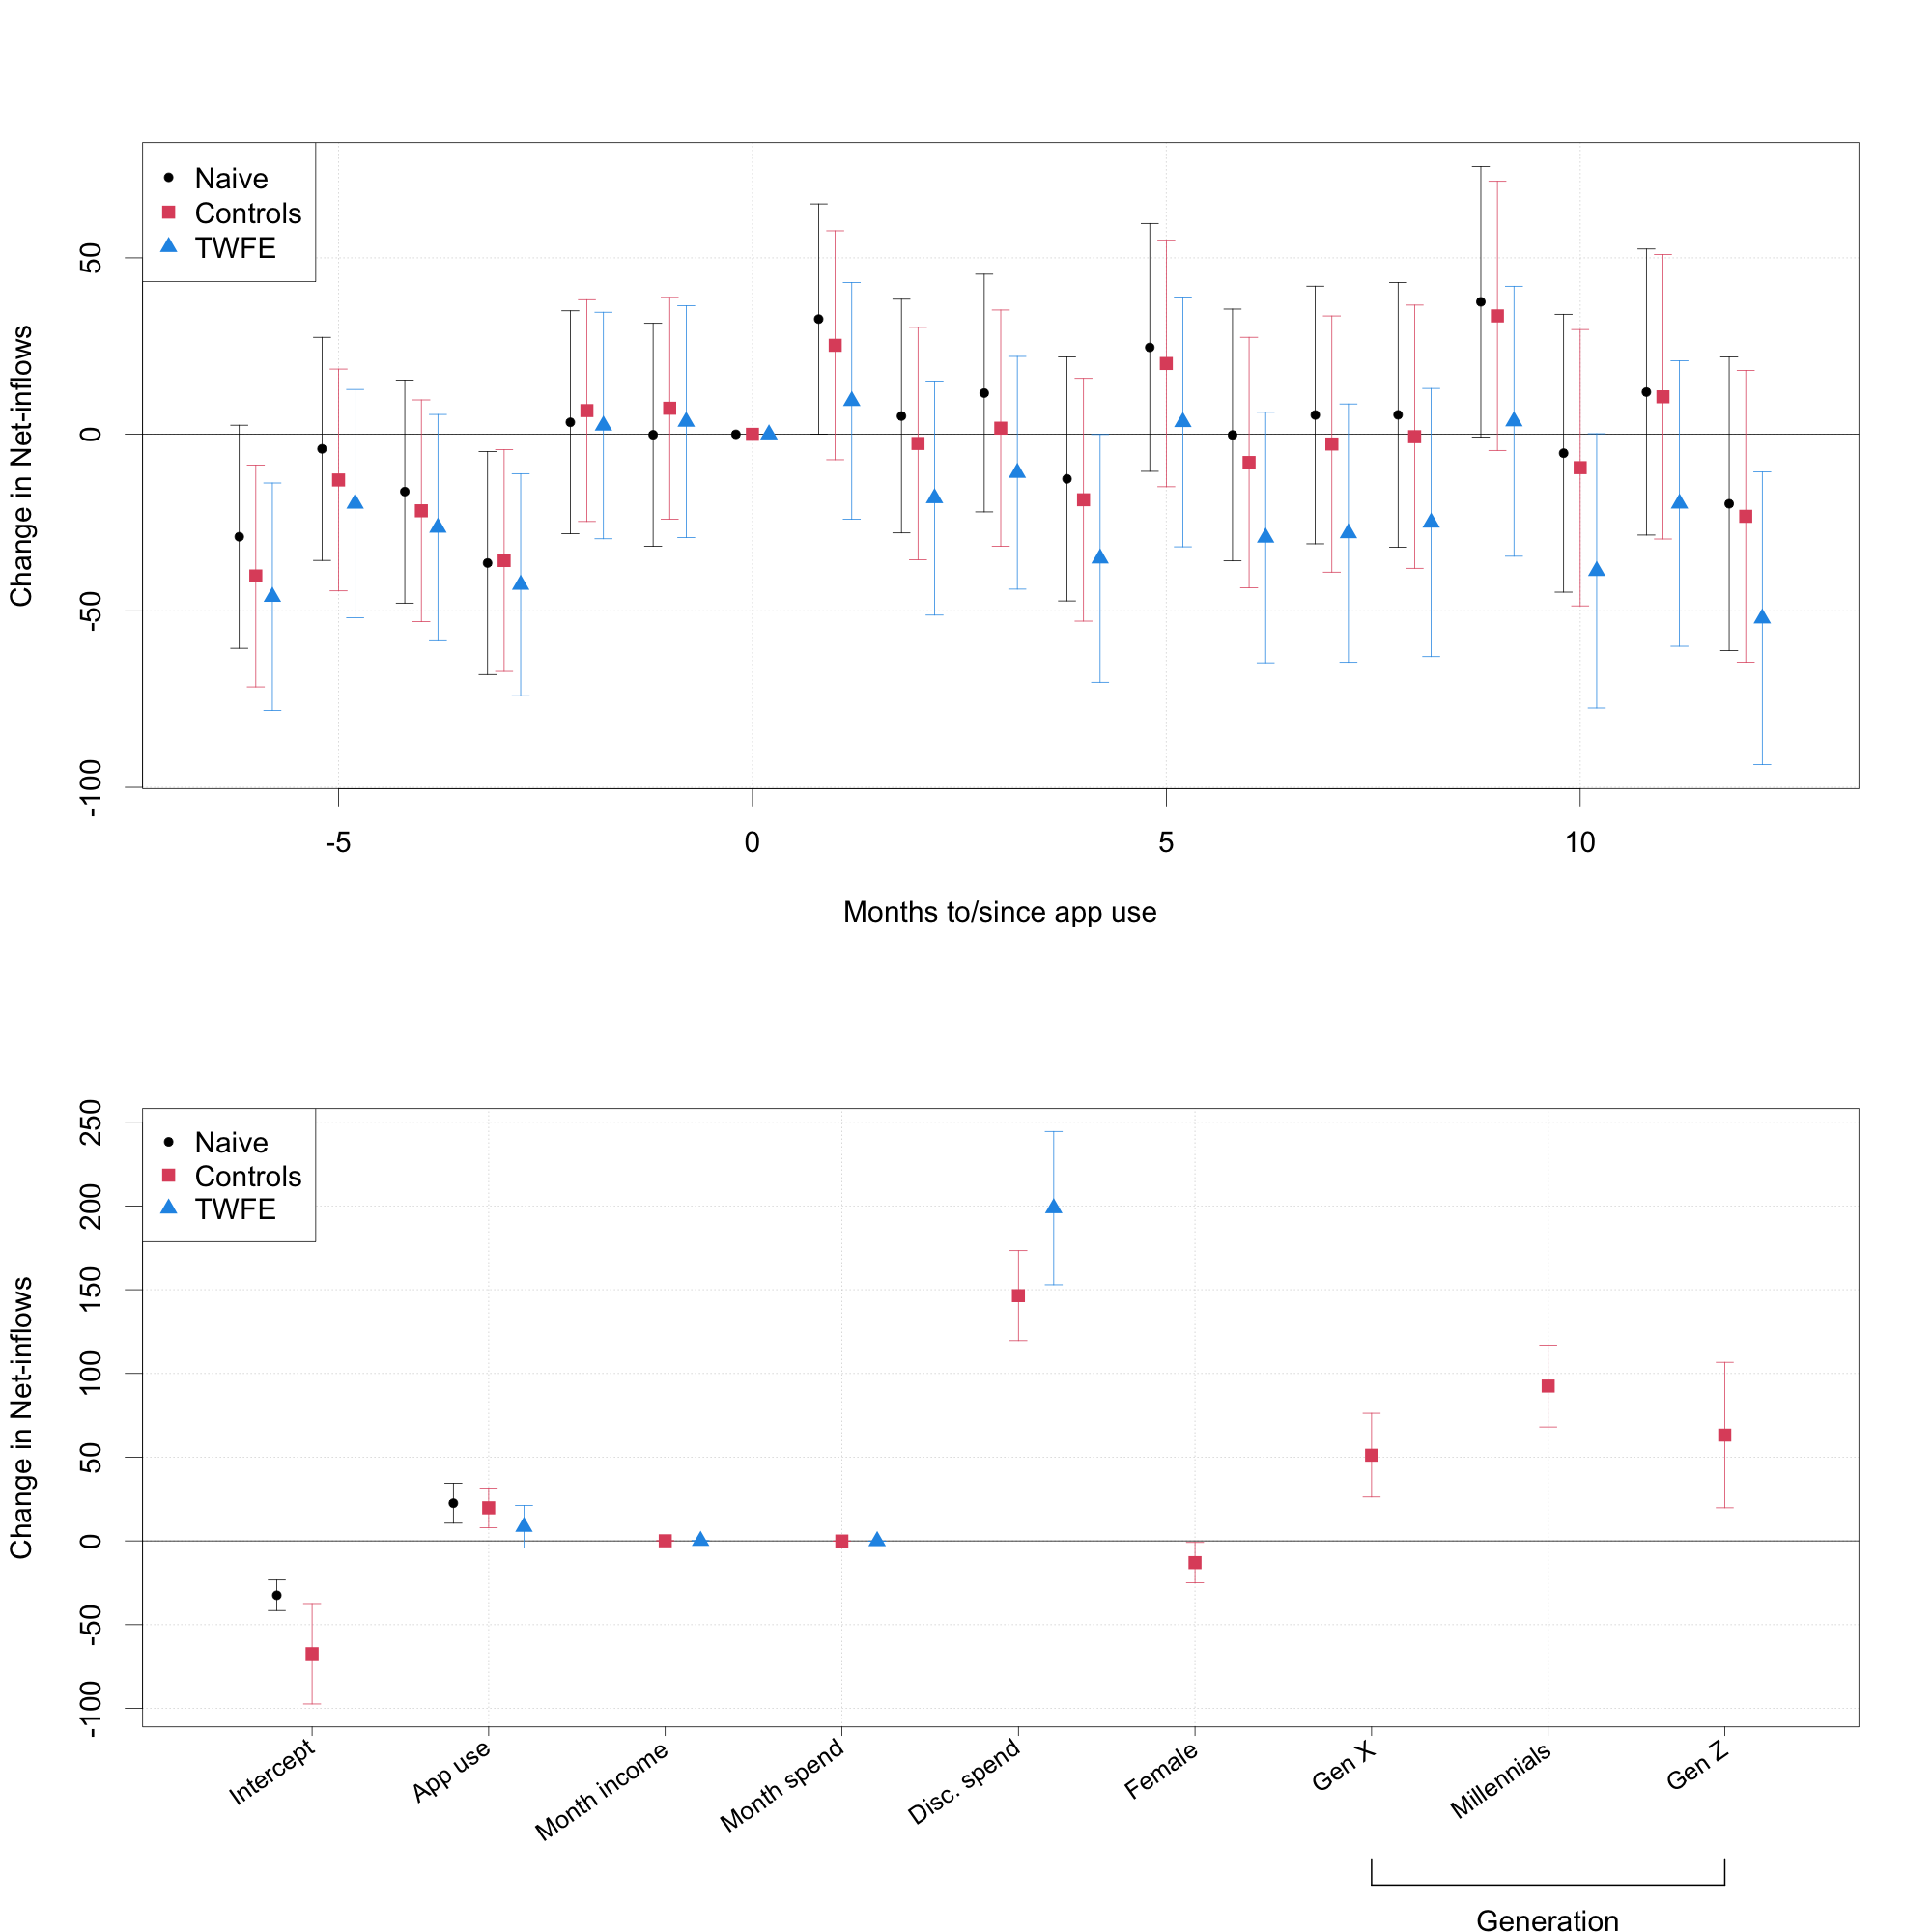 Naive
Controls
TWFE
Change in Net-inflows
50
0
-50
-100
-5 0 5 10
Months to/since app use
Naive
Controls
TWFE
Change in Net-inflows
250
200
150
100
50
0
-50
-100
Intercept App use Month income Month spend Disc. spend Female Gen X Millennials Gen Z
Generation